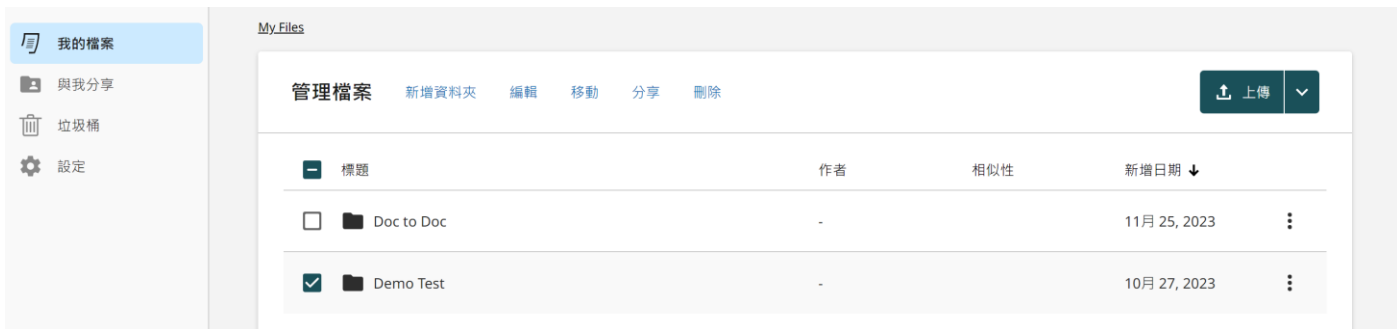 My Files
我的檔案
與我分享
垃圾桶
設定
管理檔案 新增資料夾 編輯 移動 分享 刪除 上傳
標題 作者 相似性 新增日期
Doc to Doc - 11月 25, 2023
Demo Test - 10月 27, 2023